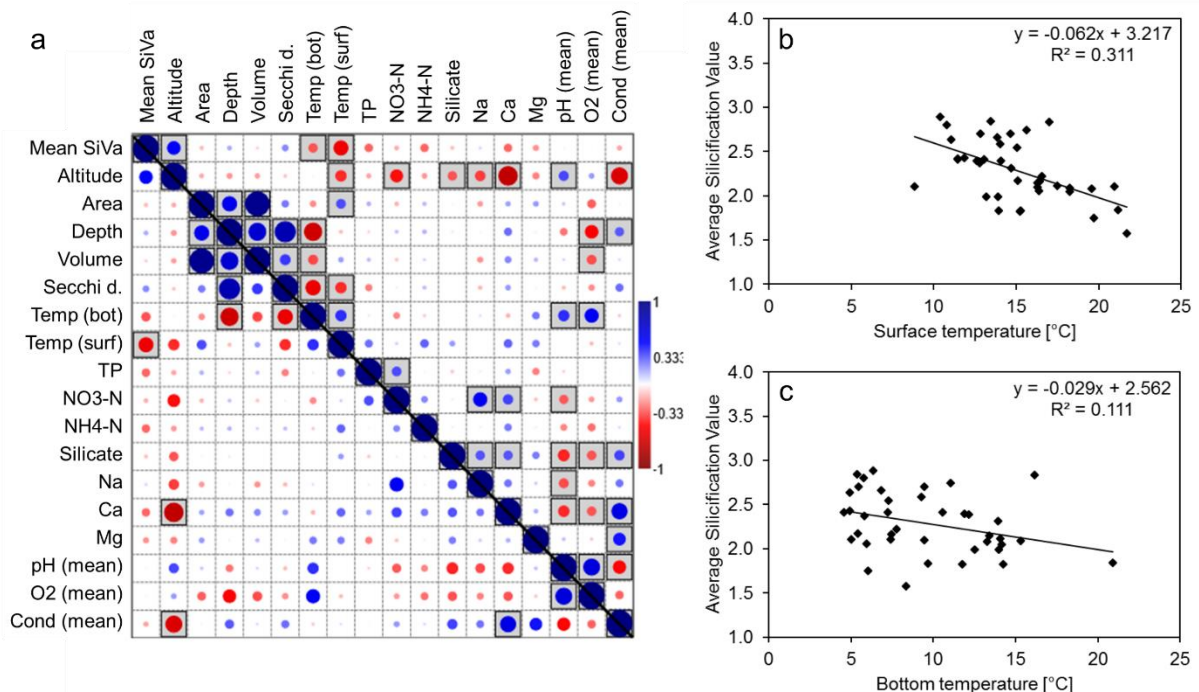 a
Mean SiVa
Altitude
Area
Depth
Volume
Secchi d.
Temp (bot)
Temp (surf)
TP
NO3-N
NH4-N
Silicate
Na
Ca
Mg
pH (mean)
O2 (mean)
Cond (mean)
Mean SiVa
Altitude
Area
Depth
Volume
Secchi d.
Temp (bot)
Temp (surf)
TP
NO3-N
NH4-N
Silicate
Na
Ca
Mg
pH (mean)
O2 (mean)
Cond (mean)
1
0.333
-0.33
-1
b
y = -0.062x + 3.217
R² = 0.311
Average Silicification Value
4.0
3.5
3.0
2.5
2.0
1.5
1.0
0 5 10 15 20 25
Surface temperature [°C]
c
y = -0.029x + 2.562
R² = 0.111
Average Silicification Value
4.0
3.5
3.0
2.5
2.0
1.5
1.0
0 5 10 15 20 25
Bottom temperature [°C]